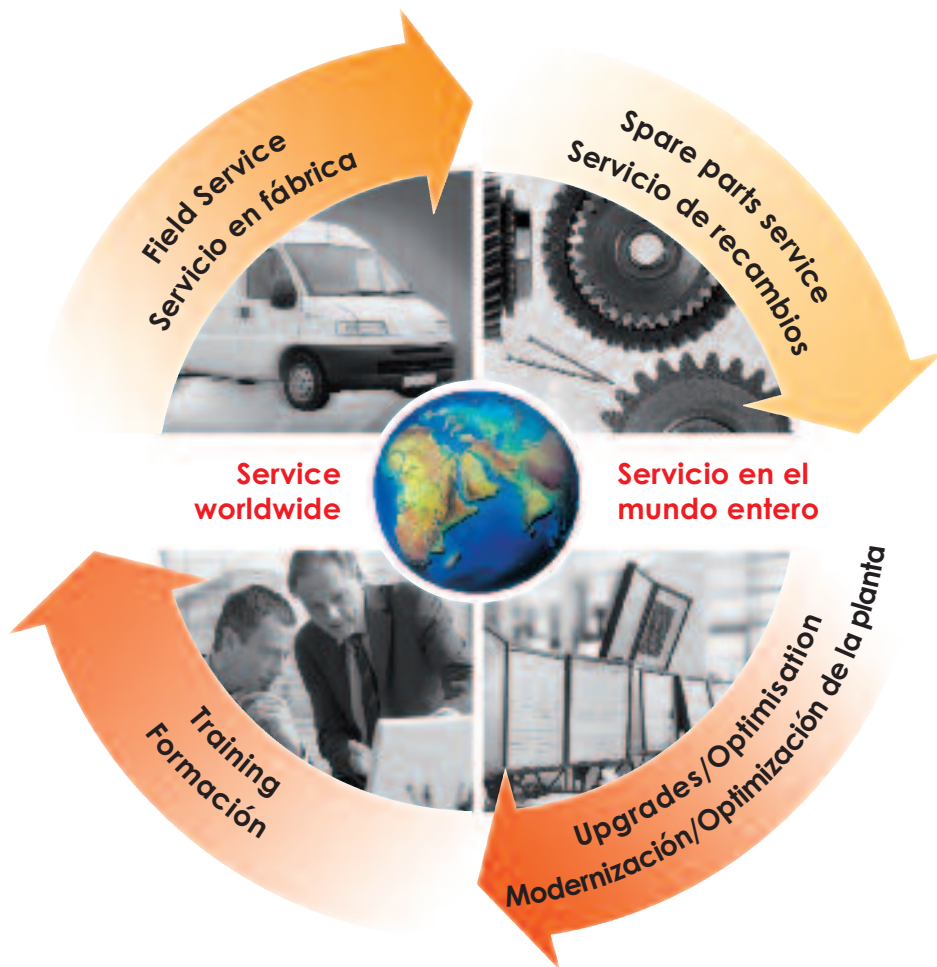 Field Service
Servicio en fábrica
Spare parts service
Servicio de recambios
Service
worldwide
Servicio en el
mundo entero
Training
Formación
Upgrades/Optimisation
Modernización/Optimización de la planta